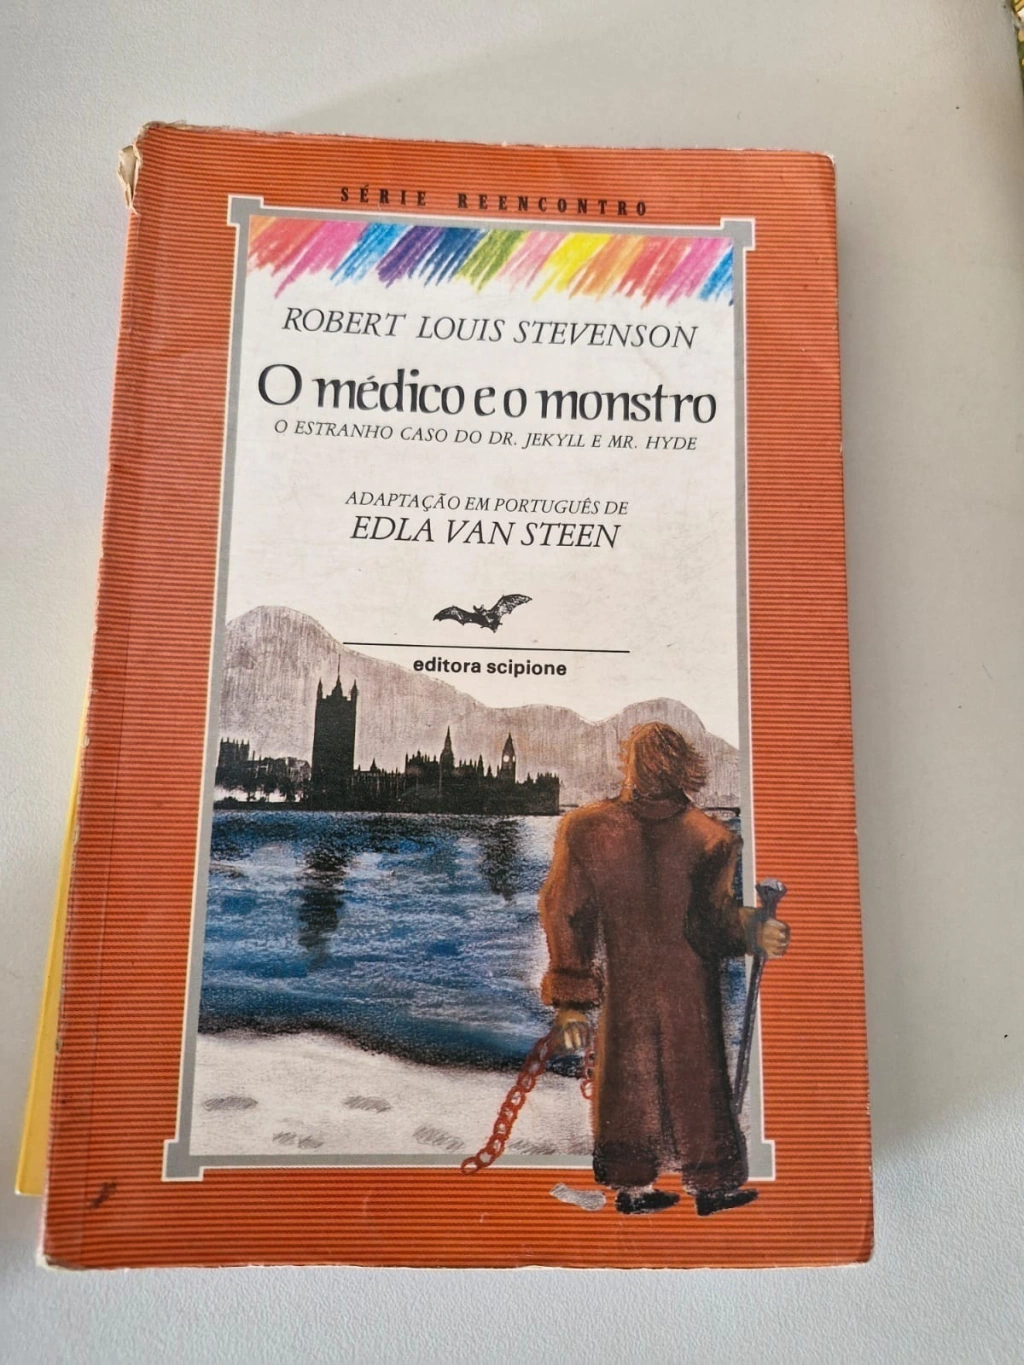 SÉRIE REENCONTRO
ROBERT LOUIS STEVENSON
O médico e o monstro
O ESTRANHO CASO DO DR. JEKYLL E MR. HYDE
ADAPTAÇÃO EM PORTUGUÊS DE
EDLA VAN STEEN
editora scipione